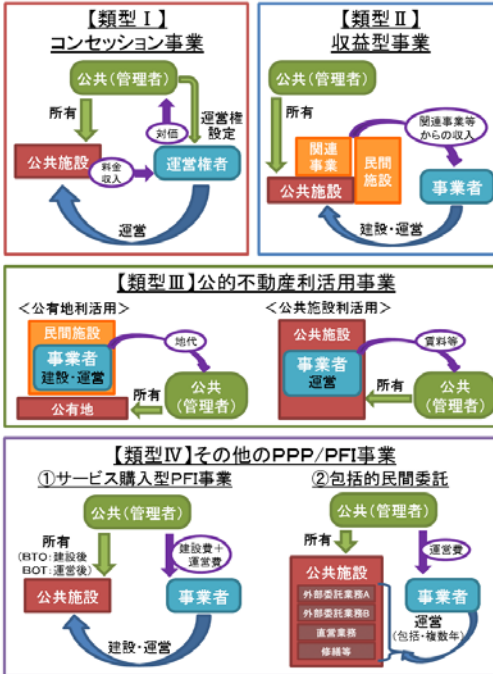 【類型Ⅰ】
コンセッション事業
公共(管理者)
所有
対価
運営権
設定
公共施設
料金
収入
運営権者
運営
【類型Ⅱ】
収益型事業
公共(管理者)
所有
関連事業等
からの収入
関連
事業
民間
施設
公共施設
事業者
建設・運営
【類型Ⅲ】公的不動産利活用事業
<公有地利活用>
民間施設
事業者
建設・運営
地代
所有
公共
(管理者)
公有地
<公共施設利活用>
公共施設
事業者
運営
賃料等
所有
公共
(管理者)
【類型Ⅳ】その他のPPP/PFI事業
①サービス購入型PFI事業
公共(管理者)
所有
(BTO:建設後
BOT:運営後)
建設費+
運営費
公共施設
事業者
建設・運営
②包括的民間委託
公共(管理者)
所有
運営費
公共施設
外部委託業務A
外部委託業務B
直営業務
修繕等
事業者
運営
(包括・複数年)